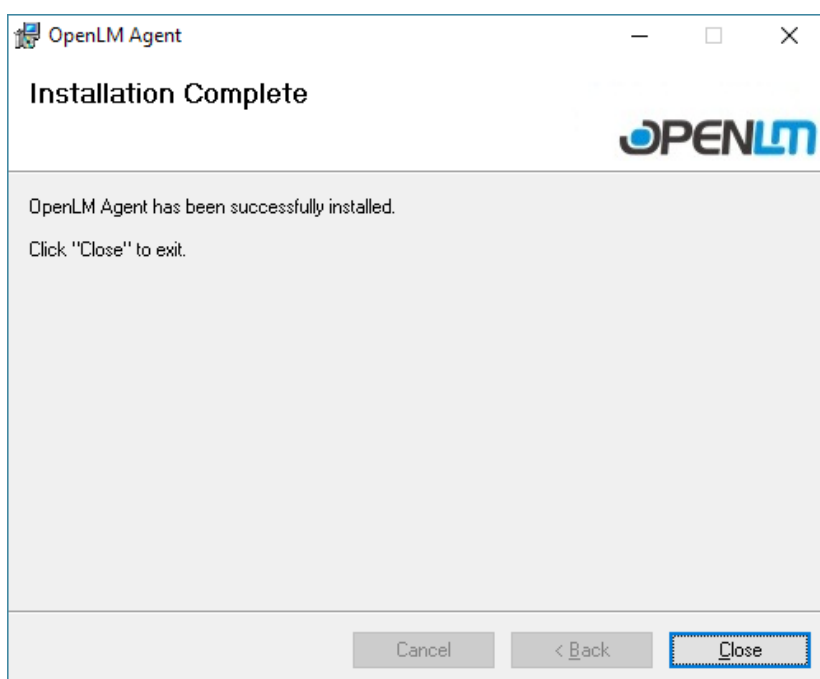 OpenLM Agent
Installation Complete
OPENLM
OpenLM Agent has been successfully installed.
Click "Close" to exit.
Cancel
< Back
Close